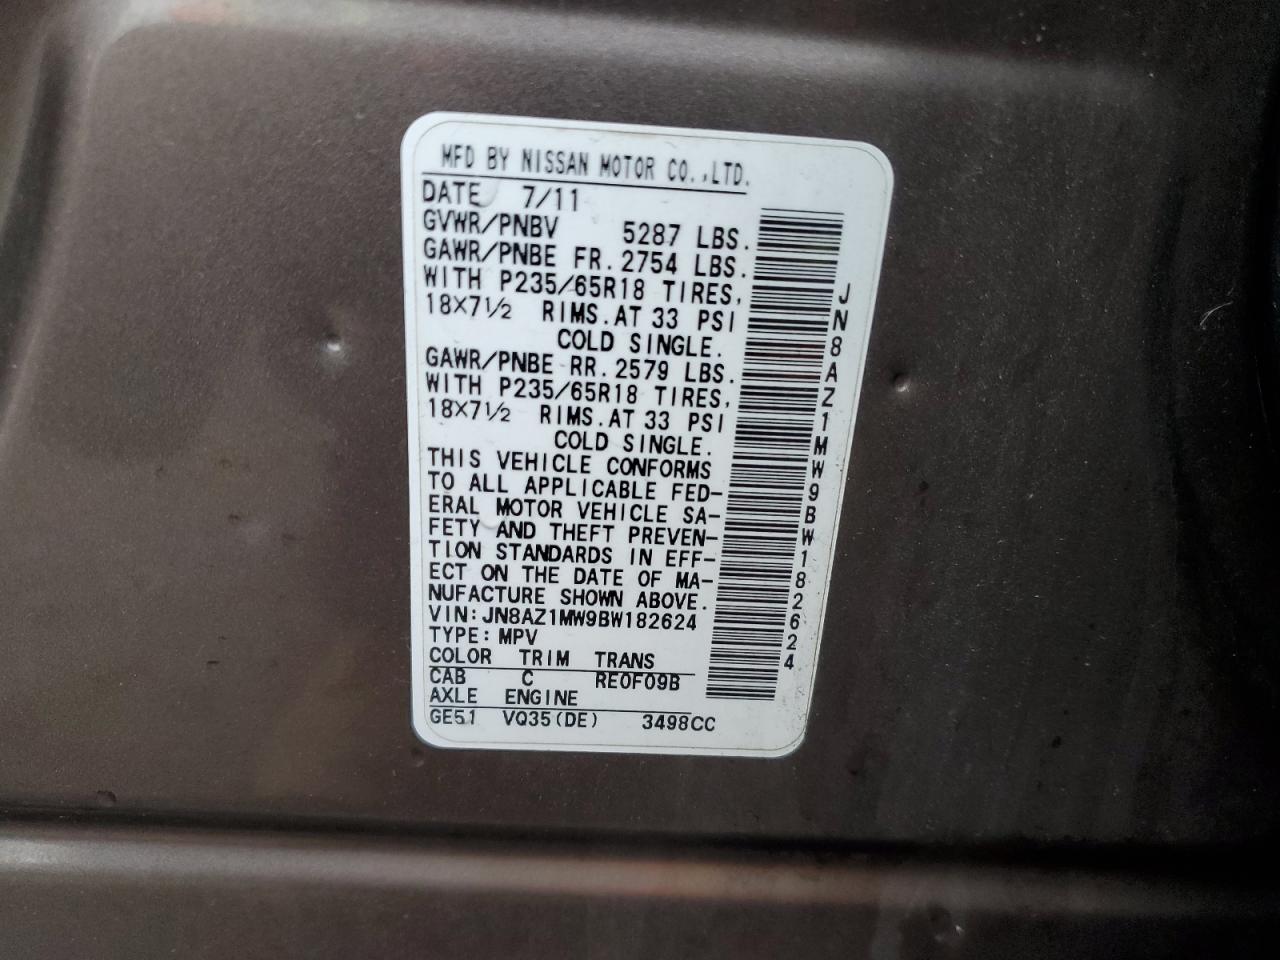 MFD BY NISSAN MOTOR CO.,LTD.
DATE 7/11
GVWR/PNBV 5287 LBS.
GAWR/PNBE FR. 2754 LBS.
WITH P235/65R18 TIRES,
18X7½ RIMS. AT 33 PSI
COLD SINGLE.
GAWR/PNBE RR. 2579 LBS.
WITH P235/65R18 TIRES,
18X7½ RIMS. AT 33 PSI
COLD SINGLE.
THIS VEHICLE CONFORMS
TO ALL APPLICABLE FED-
ERAL MOTOR VEHICLE SA-
FETY AND THEFT PREVEN-
TION STANDARDS IN EFF-
ECT ON THE DATE OF MA-
NUFACTURE SHOWN ABOVE.
VIN:JN8AZ1MW9BW182624
TYPE:MPV
COLOR TRIM TRANS
CAB C RE0F09B
AXLE ENGINE
GE51 VQ35(DE) 3498CC
JN8AZ1MW9BW182624